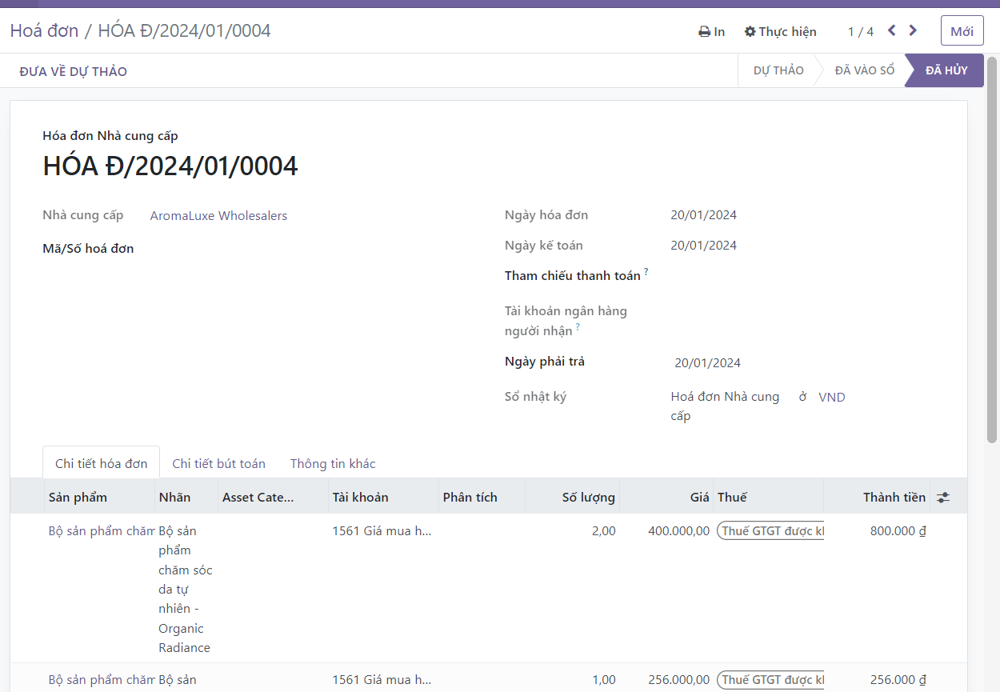 Hoá đơn / HÓA Đ/2024/01/0004
In Thực hiện 1 / 4 Mới
ĐƯA VỀ DỰ THẢO
DỰ THẢO ĐÃ VÀO SỔ ĐÃ HỦY
Hóa đơn Nhà cung cấp
HÓA Đ/2024/01/0004
Nhà cung cấp AromaLuxe Wholesalers
Mã/Số hoá đơn
Ngày hóa đơn 20/01/2024
Ngày kế toán 20/01/2024
Tham chiếu thanh toán ?
Tài khoản ngân hàng
người nhận ?
Ngày phải trả 20/01/2024
Sổ nhật ký Hoá đơn Nhà cung ở VND
cấp
Chi tiết hóa đơn Chi tiết bút toán Thông tin khác
Sản phẩm Nhãn Asset Cate... Tài khoản Phân tích Số lượng Giá Thuế Thành tiền
Bộ sản phẩm chăm Bộ sản 1561 Giá mua h... 2,00 400.000,00 Thuế GTGT được kl 800.000 ₫
phẩm
chăm sóc
da tự
nhiên -
Organic
Radiance
Bộ sản phẩm chăm Bộ sản 1561 Giá mua h... 1,00 256.000,00 Thuế GTGT được kl 256.000 ₫